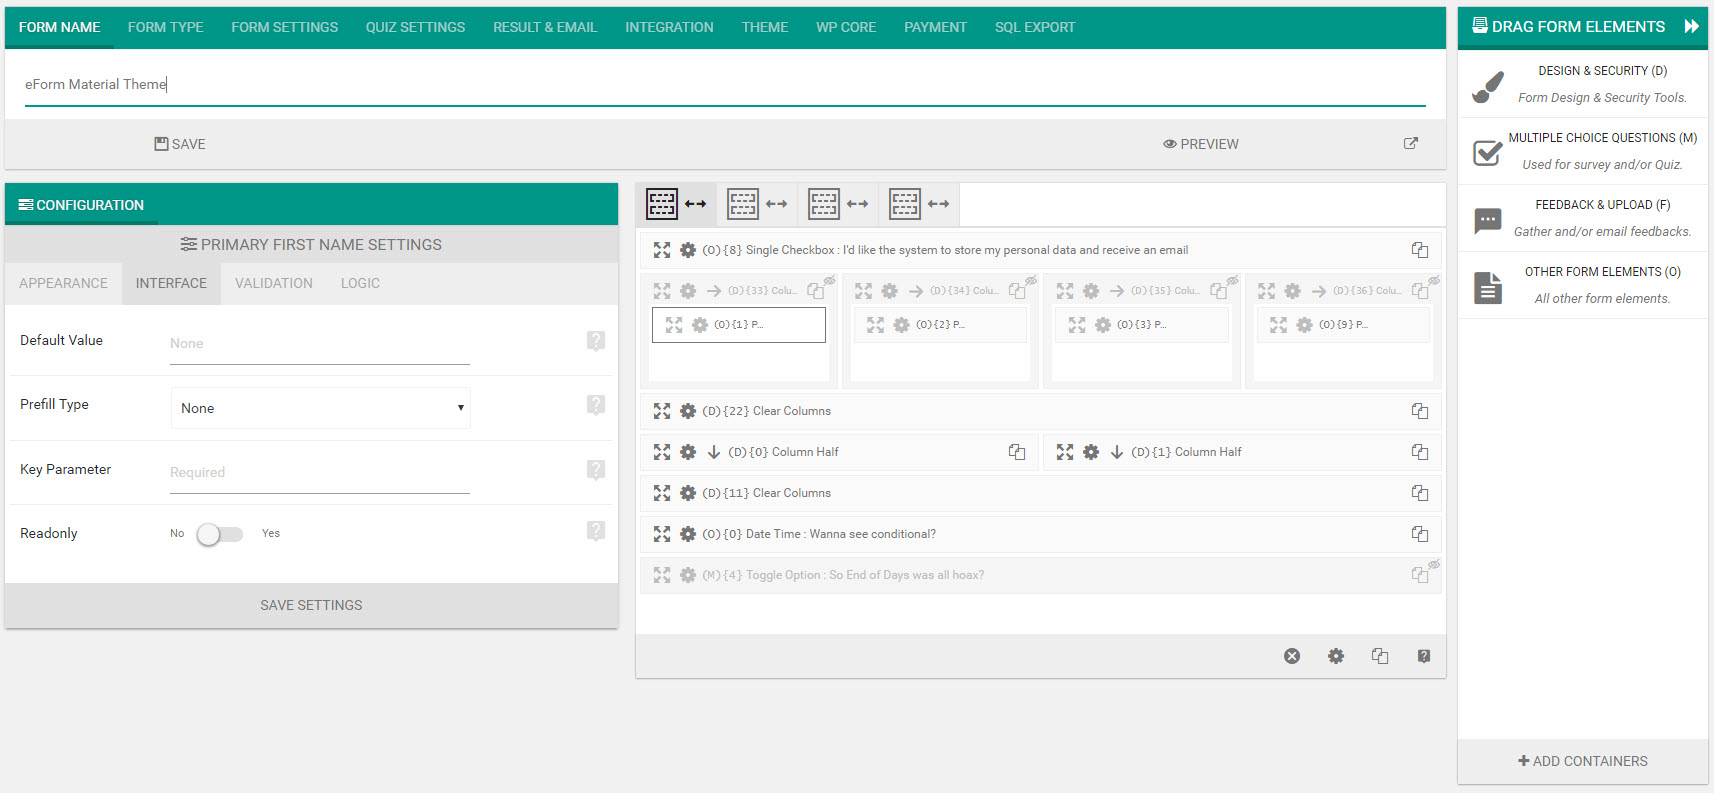 FORM NAME FORM TYPE FORM SETTINGS QUIZ SETTINGS RESULT & EMAIL INTEGRATION THEME WP CORE PAYMENT SQL EXPORT
eForm Material Theme
SAVE PREVIEW
CONFIGURATION
PRIMARY FIRST NAME SETTINGS
APPEARANCE INTERFACE VALIDATION LOGIC
Default Value None ?
Prefill Type None ?
Key Parameter Required ?
Readonly No Yes ?
SAVE SETTINGS
(O){8} Single Checkbox : I'd like the system to store my personal data and receive an email
(D){33} Colu... (D){34} Colu... (D){35} Colu... (D){36} Colu...
(O){1} P... (O){2} P... (O){3} P... (O){9} P...
(D){22} Clear Columns
(D){0} Column Half (D){1} Column Half
(D){11} Clear Columns
(O){0} Date Time : Wanna see conditional?
(M){4} Toggle Option : So End of Days was all hoax?
?
DRAG FORM ELEMENTS
DESIGN & SECURITY (D)
Form Design & Security Tools.
MULTIPLE CHOICE QUESTIONS (M)
Used for survey and/or Quiz.
FEEDBACK & UPLOAD (F)
Gather and/or email feedbacks.
OTHER FORM ELEMENTS (O)
All other form elements.
ADD CONTAINERS